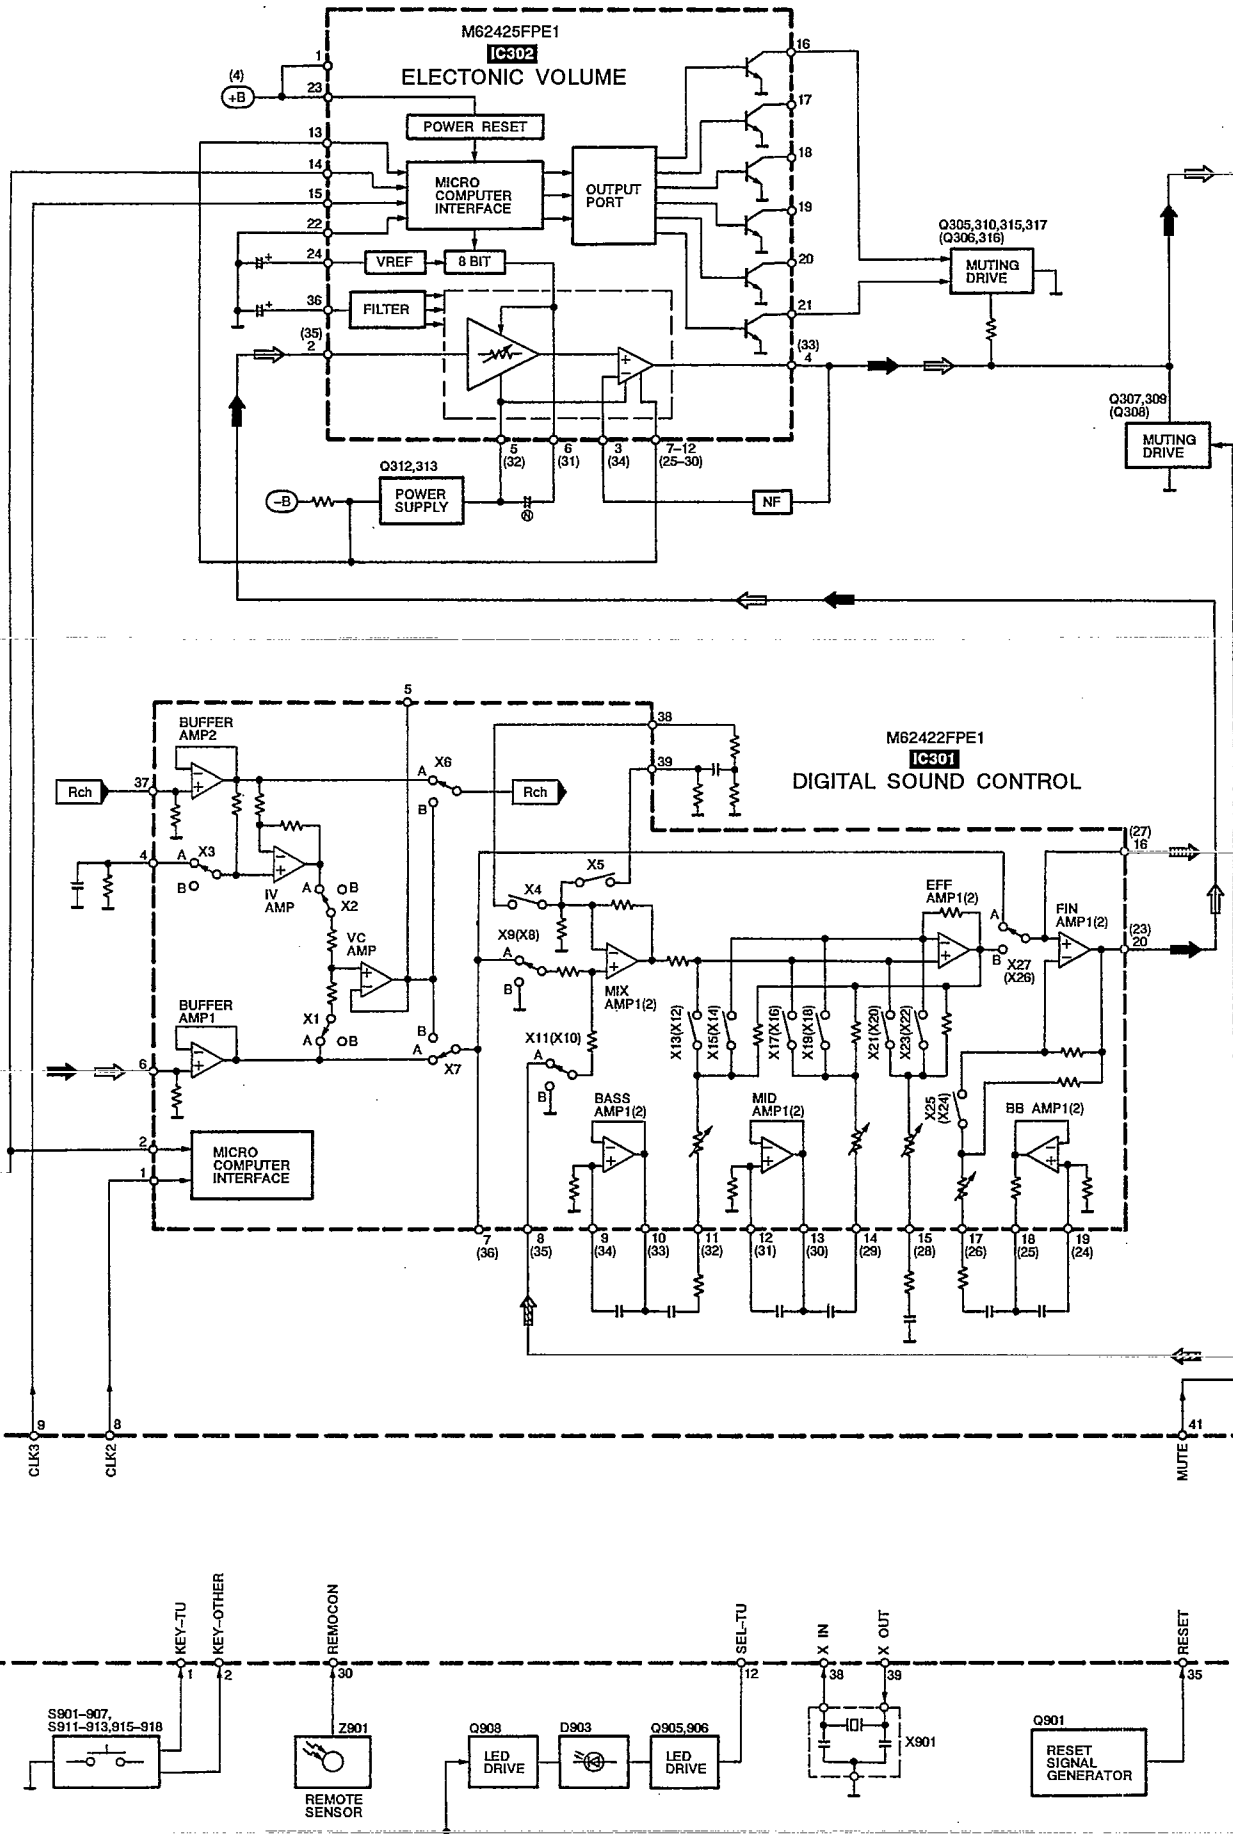 M62425FPE1
IC302
ELECTONIC VOLUME
1
(4)
+B
23
13
14
15
22
24
36
(35)
2
POWER RESET
MICRO
COMPUTER
INTERFACE
OUTPUT
PORT
VREF
8 BIT
FILTER
16
17
18
19
20
21
(33)
4
5
(32)
6
(31)
3
(34)
7-12
(25-30)
Q305,310,315,317
(Q306,316)
MUTING
DRIVE
Q307,309
(Q308)
MUTING
DRIVE
Q312,313
POWER
SUPPLY
-B
N
NF
M62422FPE1
IC301
DIGITAL SOUND CONTROL
5
38
39
BUFFER
AMP2
Rch
37
X6
A
B
Rch
4
A
X3
B
IV
AMP
A
B
X2
VC
AMP
X1
A
B
BUFFER
AMP1
6
B
A
X7
X5
X4
X9(X8)
A
B
MIX
AMP1(2)
X11(X10)
A
B
EFF
AMP1(2)
A
B
X27
(X26)
FIN
AMP1(2)
(27)
16
(23)
20
X13(X12)
X15(X14)
X17(X16)
X19(X18)
X21(X20)
X23(X22)
X25
(X24)
BASS
AMP1(2)
MID
AMP1(2)
BB AMP1(2)
2
1
MICRO
COMPUTER
INTERFACE
7
(36)
8
(35)
9
(34)
10
(33)
11
(32)
12
(31)
13
(30)
14
(29)
15
(28)
17
(26)
18
(25)
19
(24)
9
CLK3
8
CLK2
41
MUTE
KEY-TU
1
KEY-OTHER
2
REMOCON
30
SEL-TU
12
X IN
38
X OUT
39
RESET
35
S901-907,
S911-913,915-918
Z901
REMOTE
SENSOR
Q908
LED
DRIVE
D903
Q905,906
LED
DRIVE
X901
Q901
RESET
SIGNAL
GENERATOR